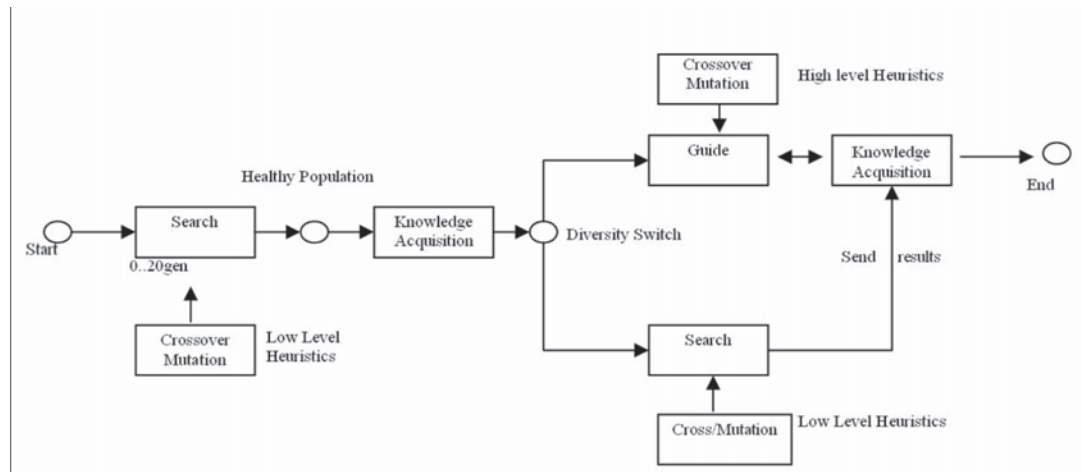 Crossover
Mutation
High level Heuristics
Guide
Knowledge
Acquisition
End
Healthy Population
Search
Knowledge
Acquisition
Diversity Switch
Start
0..20gen
Send results
Crossover
Mutation
Low Level
Heuristics
Search
Cross/Mutation
Low Level Heuristics